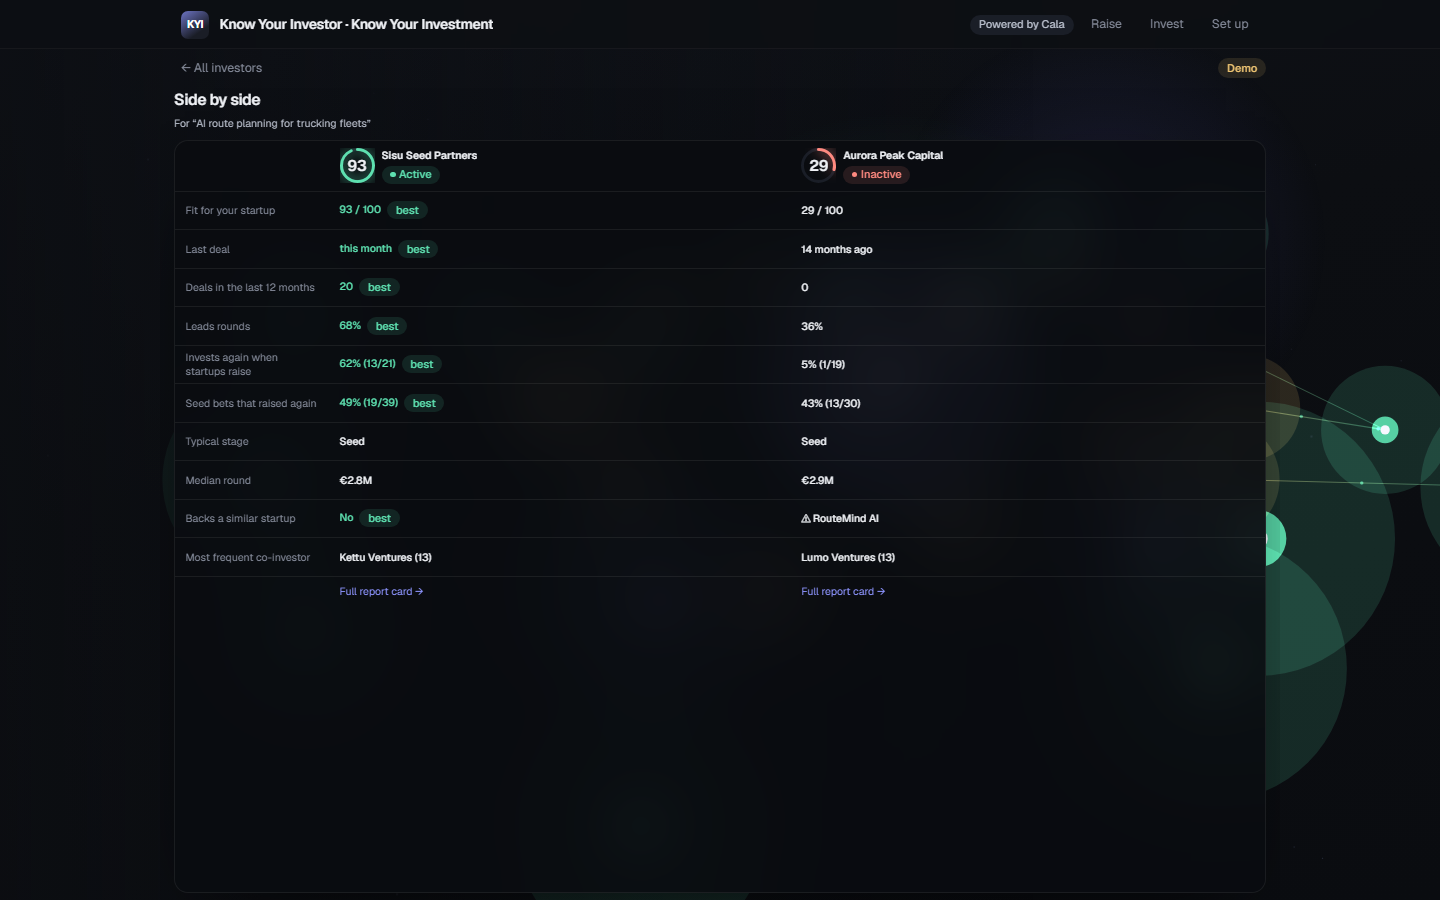 KYI Know Your Investor · Know Your Investment Powered by Cala Raise Invest Set up
← All investors Demo
Side by side
For “AI route planning for trucking fleets”
93 Sisu Seed Partners Active 29 Aurora Peak Capital Inactive
Fit for your startup 93 / 100 best 29 / 100
Last deal this month best 14 months ago
Deals in the last 12 months 20 best 0
Leads rounds 68% best 36%
Invests again when
startups raise 62% (13/21) best 5% (1/19)
Seed bets that raised again 49% (19/39) best 43% (13/30)
Typical stage Seed Seed
Median round €2.8M €2.9M
Backs a similar startup No best ⚠ RouteMind AI
Most frequent co-investor Kettu Ventures (13) Lumo Ventures (13)
Full report card → Full report card →